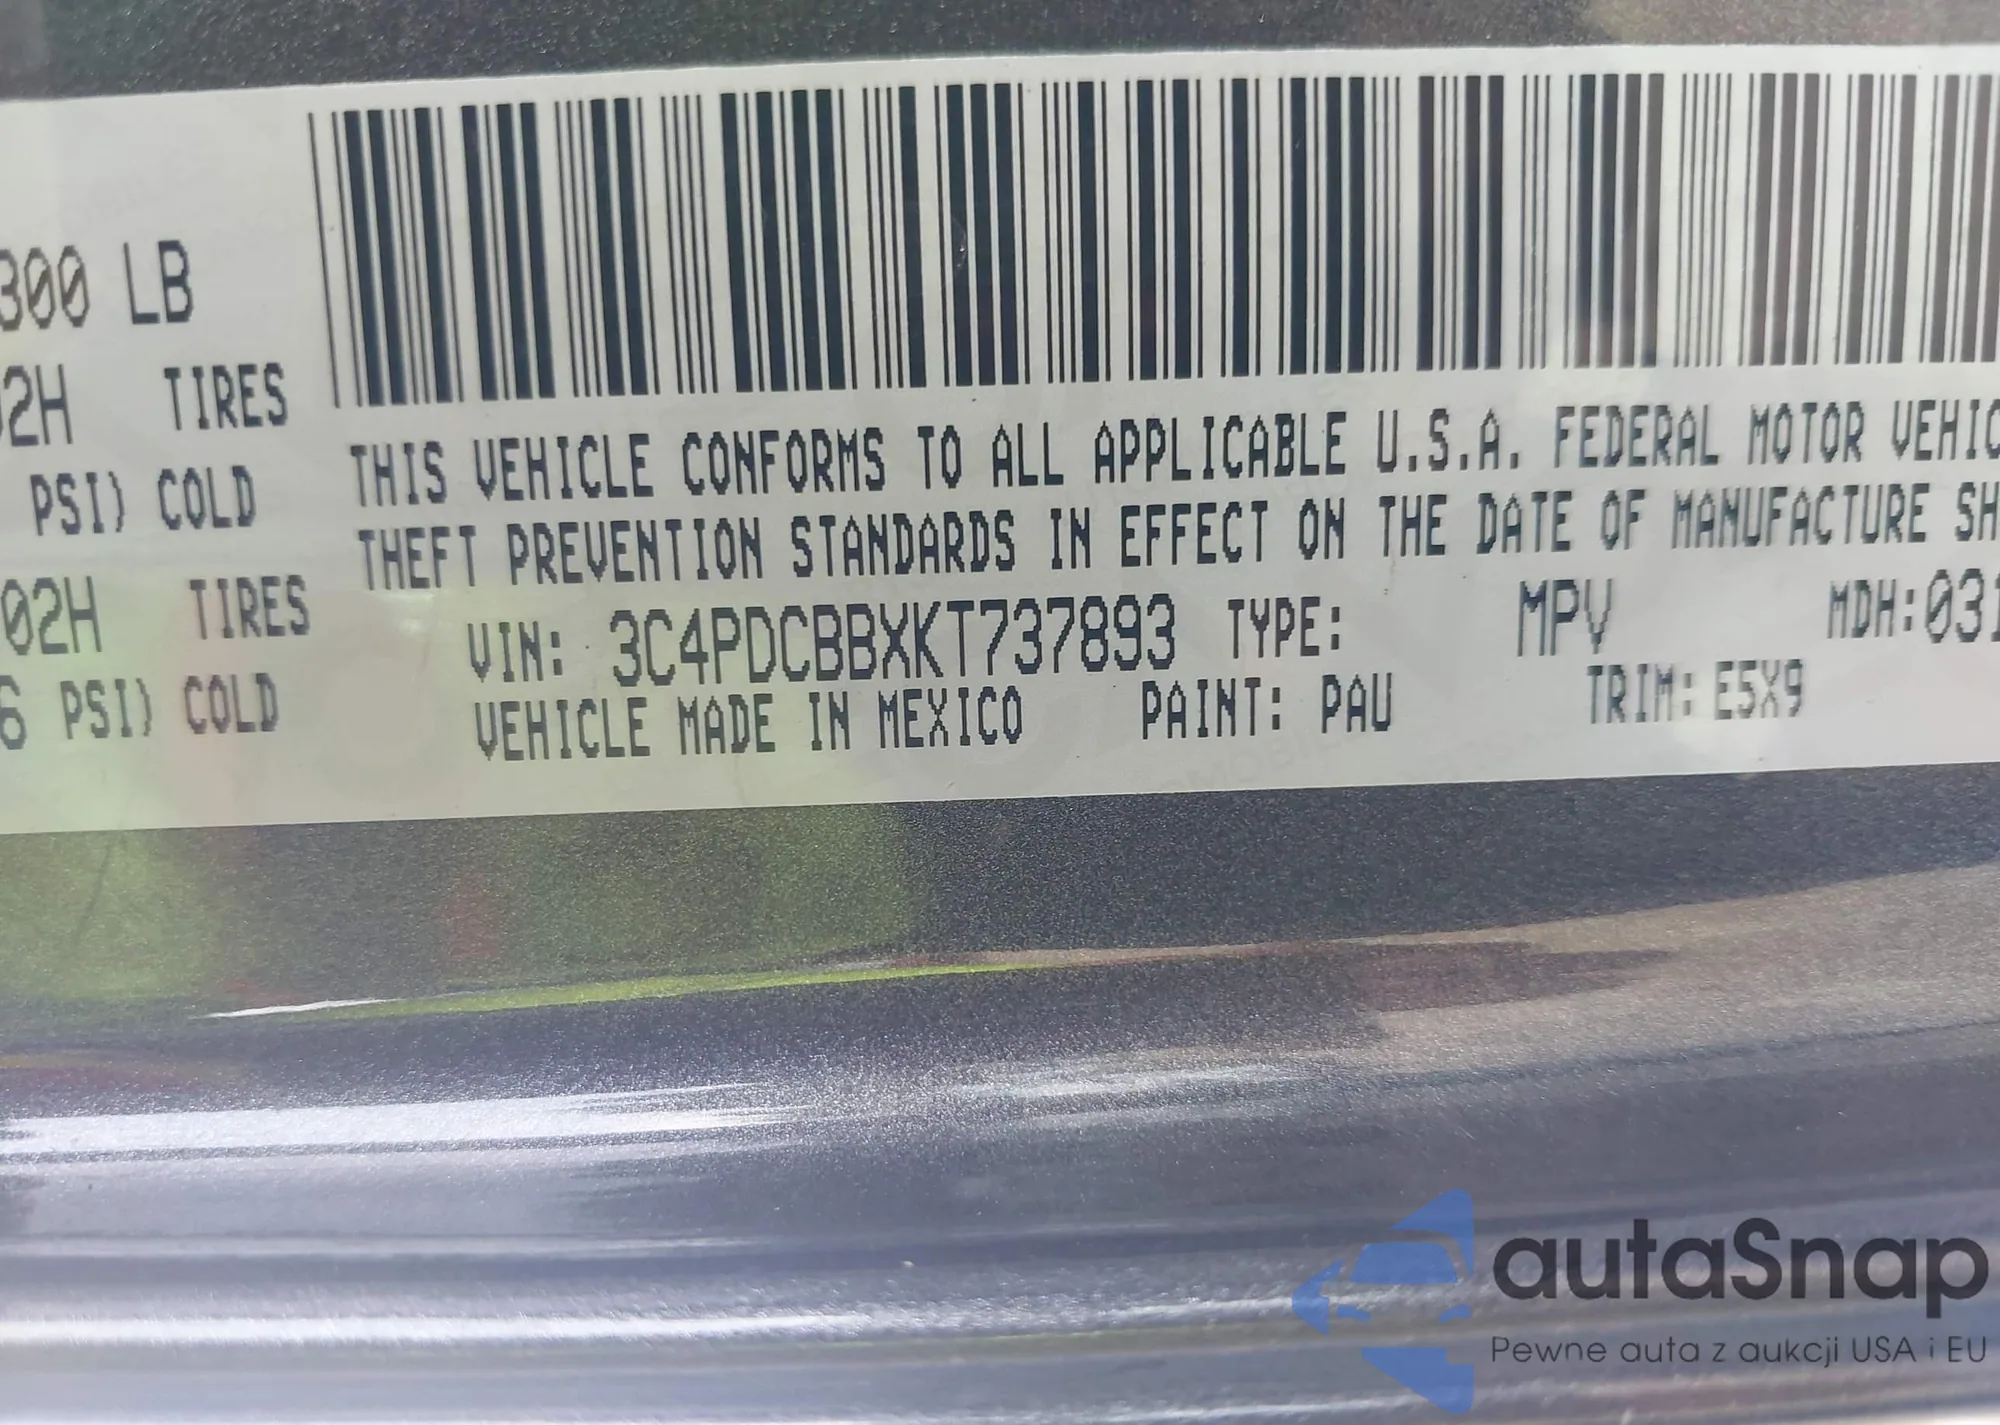 300 LB
02H TIRES
PSI) COLD
02H TIRES
6 PSI) COLD
THIS VEHICLE CONFORMS TO ALL APPLICABLE U.S.A. FEDERAL MOTOR VEHIC
THEFT PREVENTION STANDARDS IN EFFECT ON THE DATE OF MANUFACTURE SH
VIN: 3C4PDCBBXKT737893 TYPE: MPV MDH:031
VEHICLE MADE IN MEXICO PAINT: PAU TRIM: E5X9
autaSnap
Pewne auta z aukcji USA i EU